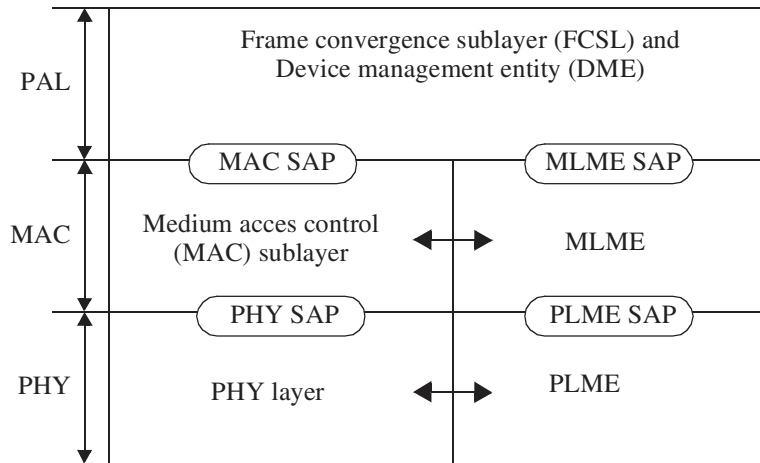 Frame convergence sublayer (FCSL) and
Device management entity (DME)
PAL
MAC SAP
MLME SAP
Medium acces control
(MAC) sublayer
MAC
MLME
PHY SAP
PLME SAP
PHY
PHY layer
PLME